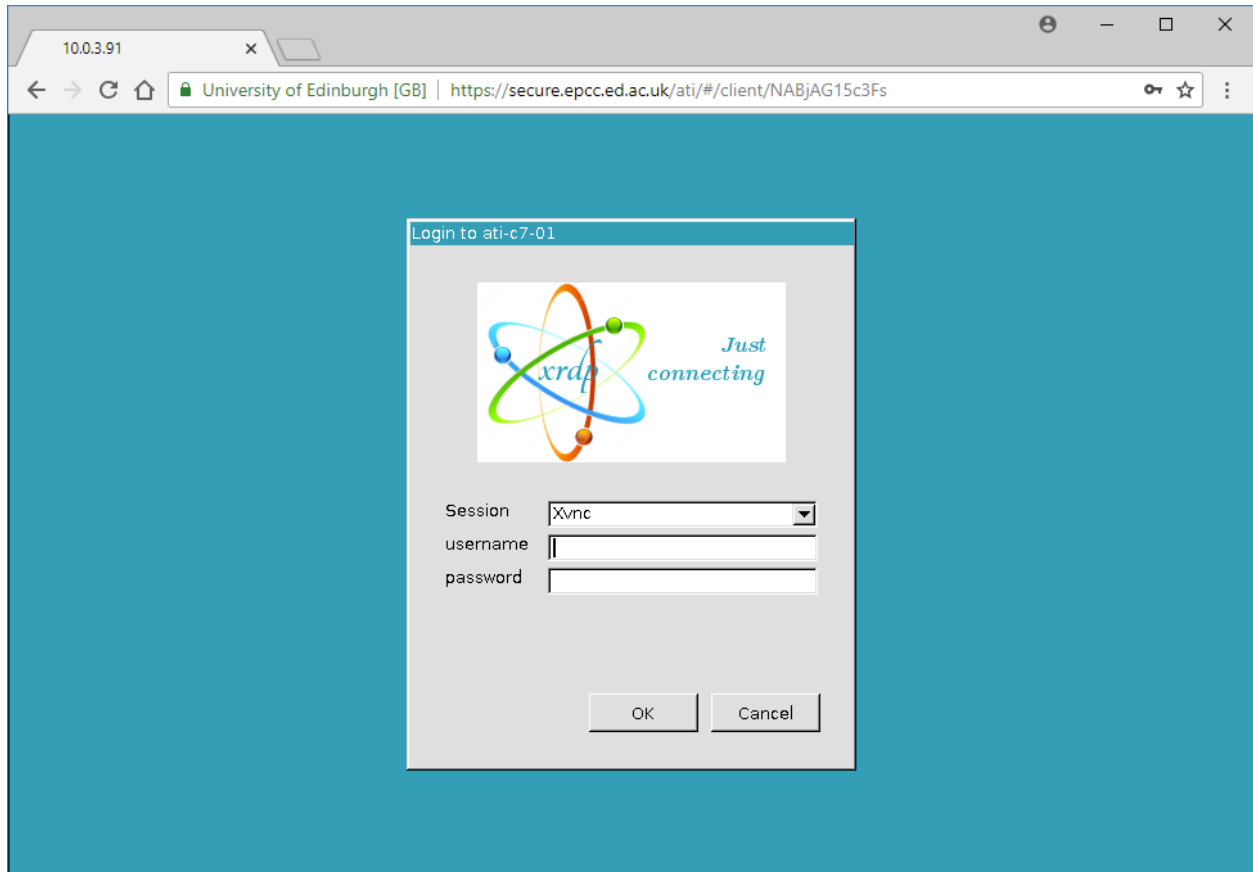 10.0.3.91
University of Edinburgh [GB] https://secure.epcc.ed.ac.uk/ati/#/client/NABjAG15c3Fs
Login to ati-c7-01
xrdp
Just
connecting
Session Xvnc
username
password
OK Cancel